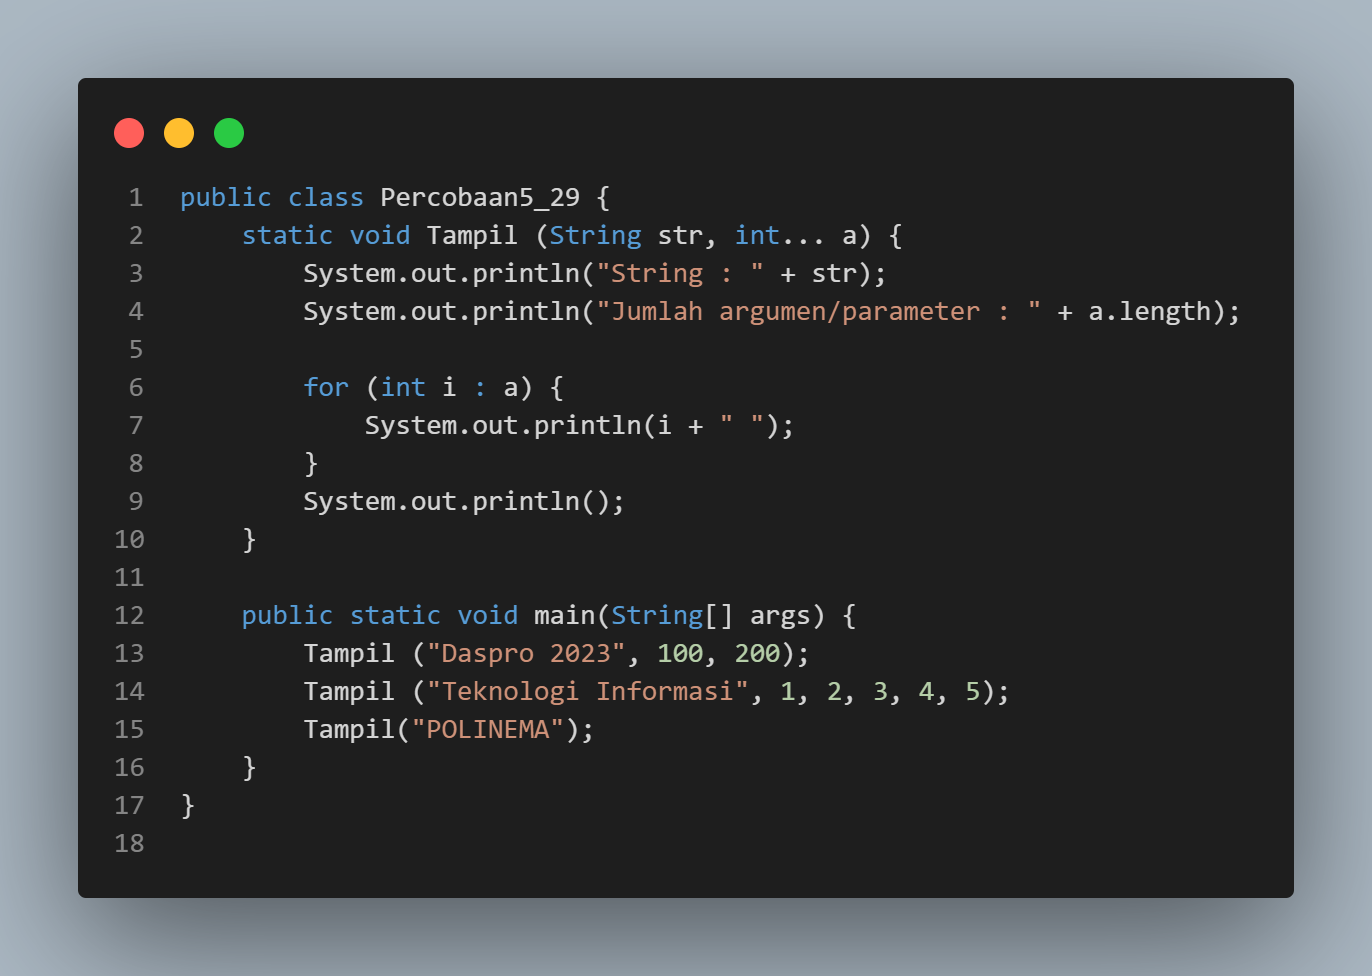 1 public class Percobaan5_29 {
2     static void Tampil (String str, int... a) {
3         System.out.println("String : " + str);
4         System.out.println("Jumlah argumen/parameter : " + a.length);
5
6         for (int i : a) {
7             System.out.println(i + " ");
8         }
9         System.out.println();
10     }
11
12     public static void main(String[] args) {
13         Tampil ("Daspro 2023", 100, 200);
14         Tampil ("Teknologi Informasi", 1, 2, 3, 4, 5);
15         Tampil("POLINEMA");
16     }
17 }
18